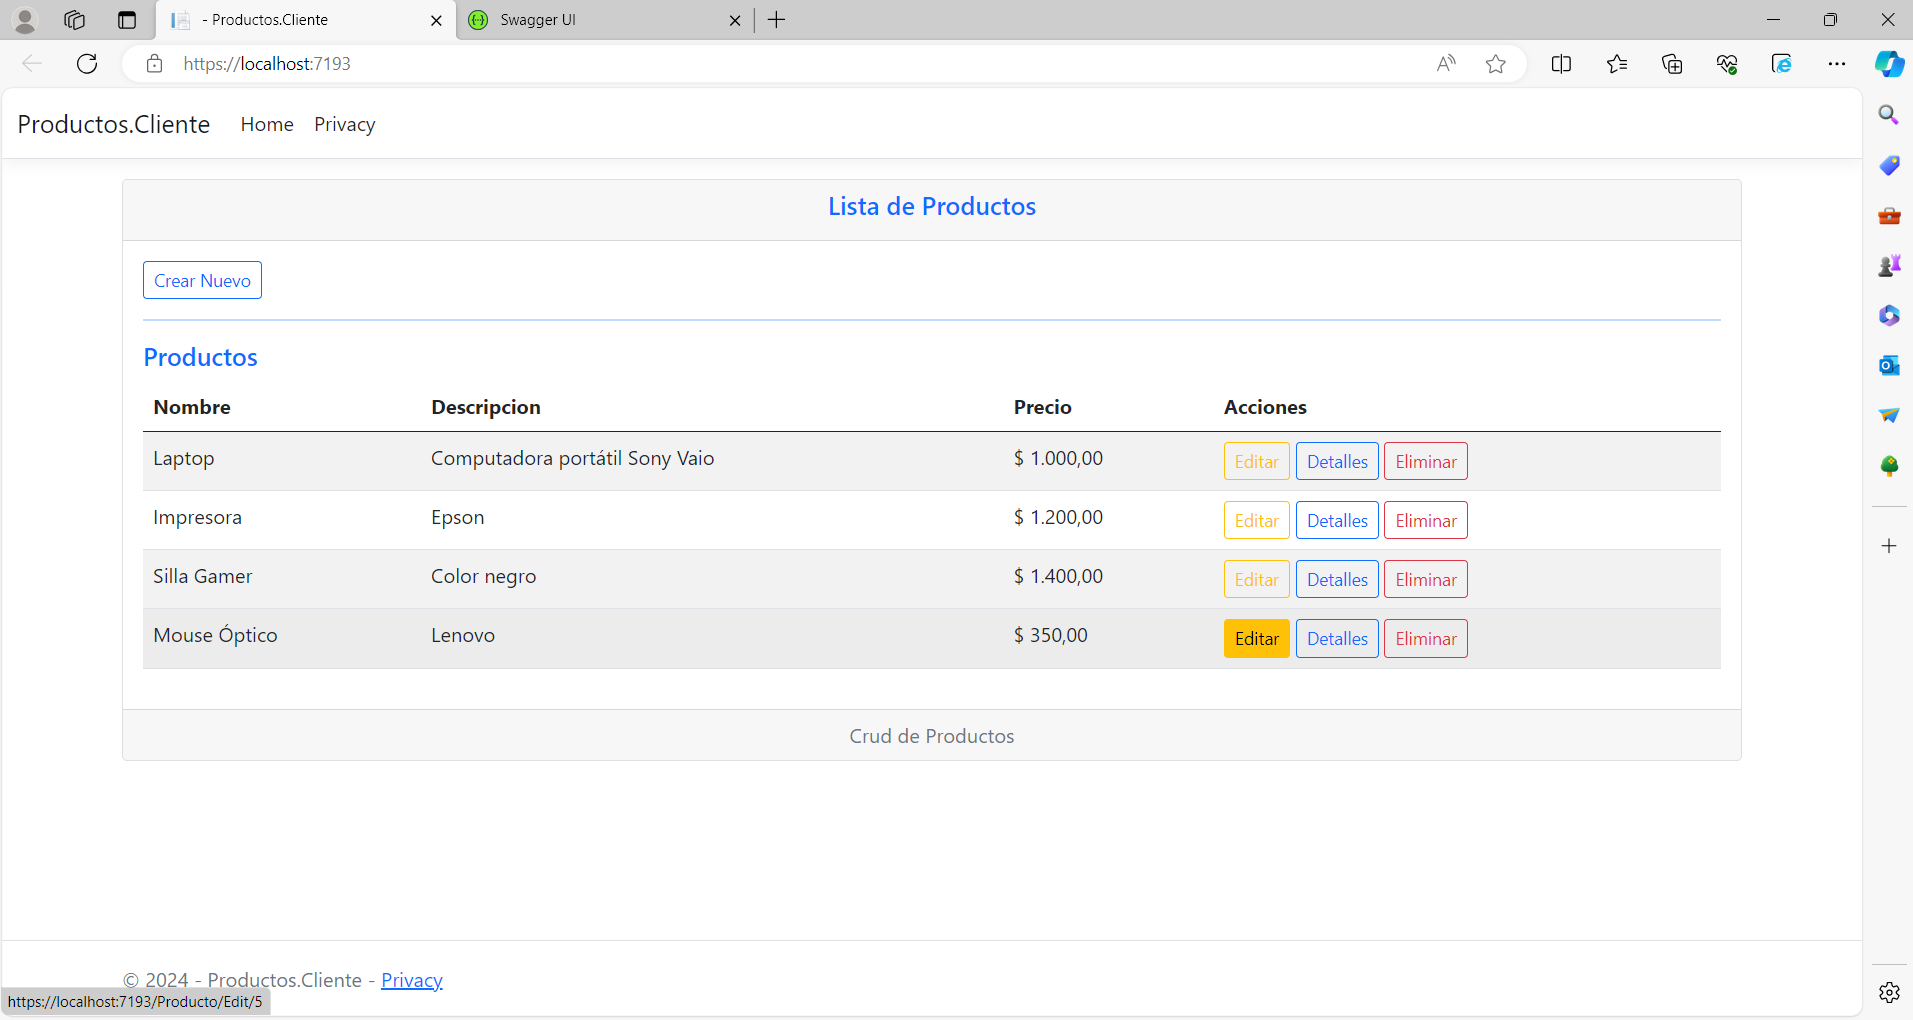 - Productos.Cliente
Swagger UI
https://localhost:7193
Productos.Cliente Home Privacy
Lista de Productos
Crear Nuevo
Productos
Nombre Descripcion Precio Acciones
Laptop Computadora portátil Sony Vaio $ 1.000,00 Editar Detalles Eliminar
Impresora Epson $ 1.200,00 Editar Detalles Eliminar
Silla Gamer Color negro $ 1.400,00 Editar Detalles Eliminar
Mouse Óptico Lenovo $ 350,00 Editar Detalles Eliminar
Crud de Productos
© 2024 - Productos.Cliente - Privacy
https://localhost:7193/Producto/Edit/5